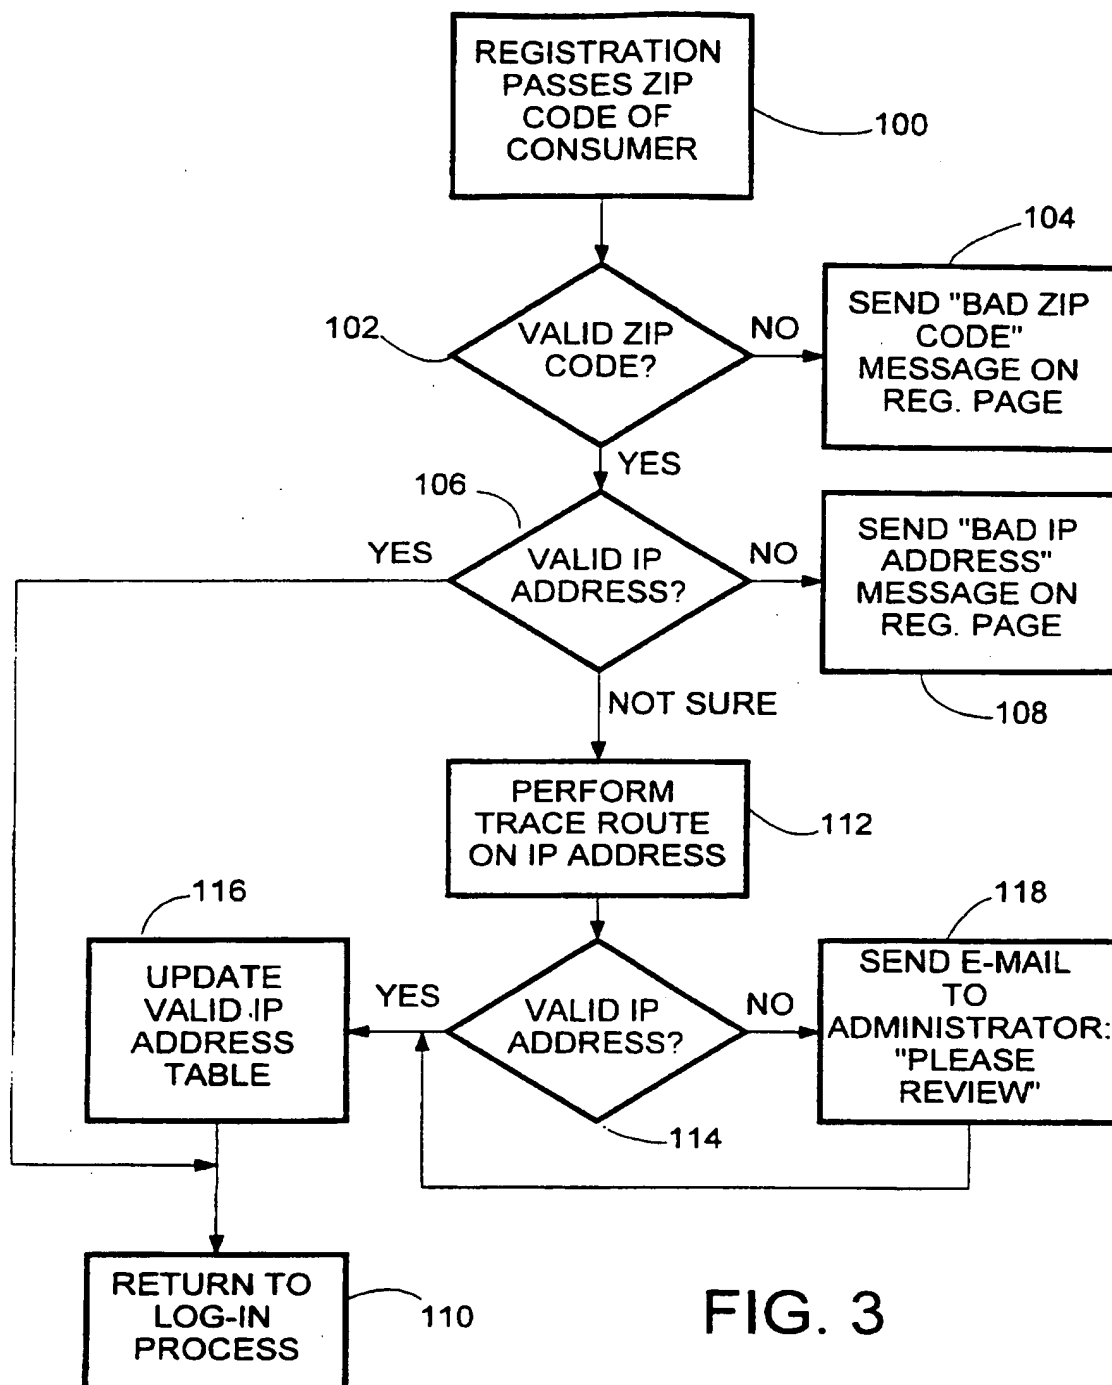 REGISTRATION
PASSES ZIP
CODE OF
CONSUMER
100
104
102
VALID ZIP
CODE?
NO
SEND "BAD ZIP
CODE"
MESSAGE ON
REG. PAGE
YES
106
YES
VALID IP
ADDRESS?
NO
SEND "BAD IP
ADDRESS"
MESSAGE ON
REG. PAGE
108
NOT SURE
PERFORM
TRACE ROUTE
ON IP ADDRESS
112
116
118
UPDATE
VALID IP
ADDRESS
TABLE
YES
VALID IP
ADDRESS?
NO
SEND E-MAIL
TO
ADMINISTRATOR:
"PLEASE
REVIEW"
114
RETURN TO
LOG-IN
PROCESS
110
FIG. 3